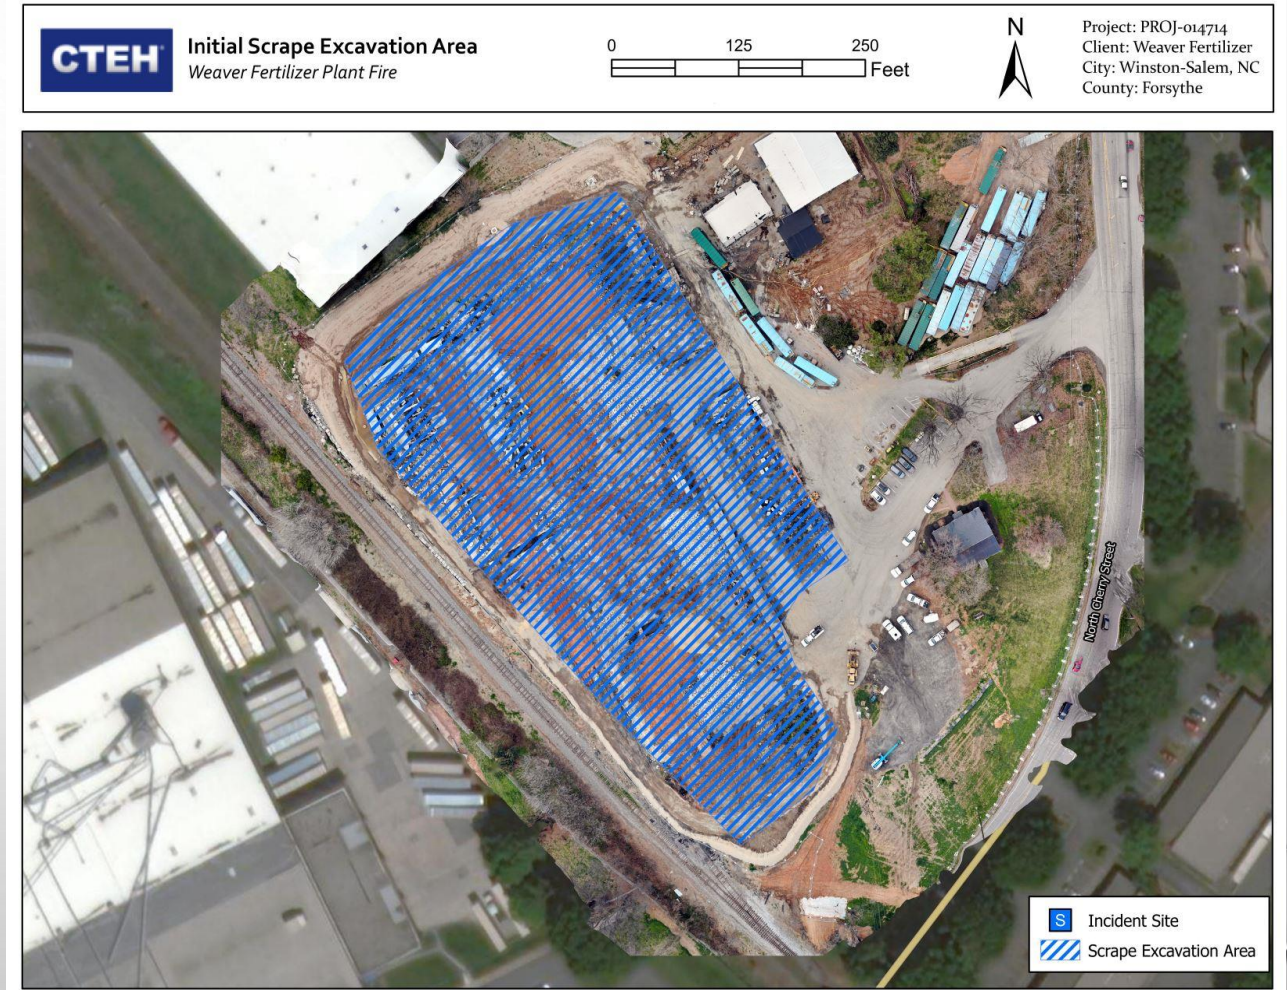 CTEH
Initial Scrape Excavation Area
Weaver Fertilizer Plant Fire
0 125 250
Feet
N
Project: PROJ-014714
Client: Weaver Fertilizer
City: Winston-Salem, NC
County: Forsythe
North Cherry Street
S Incident Site
Scrape Excavation Area